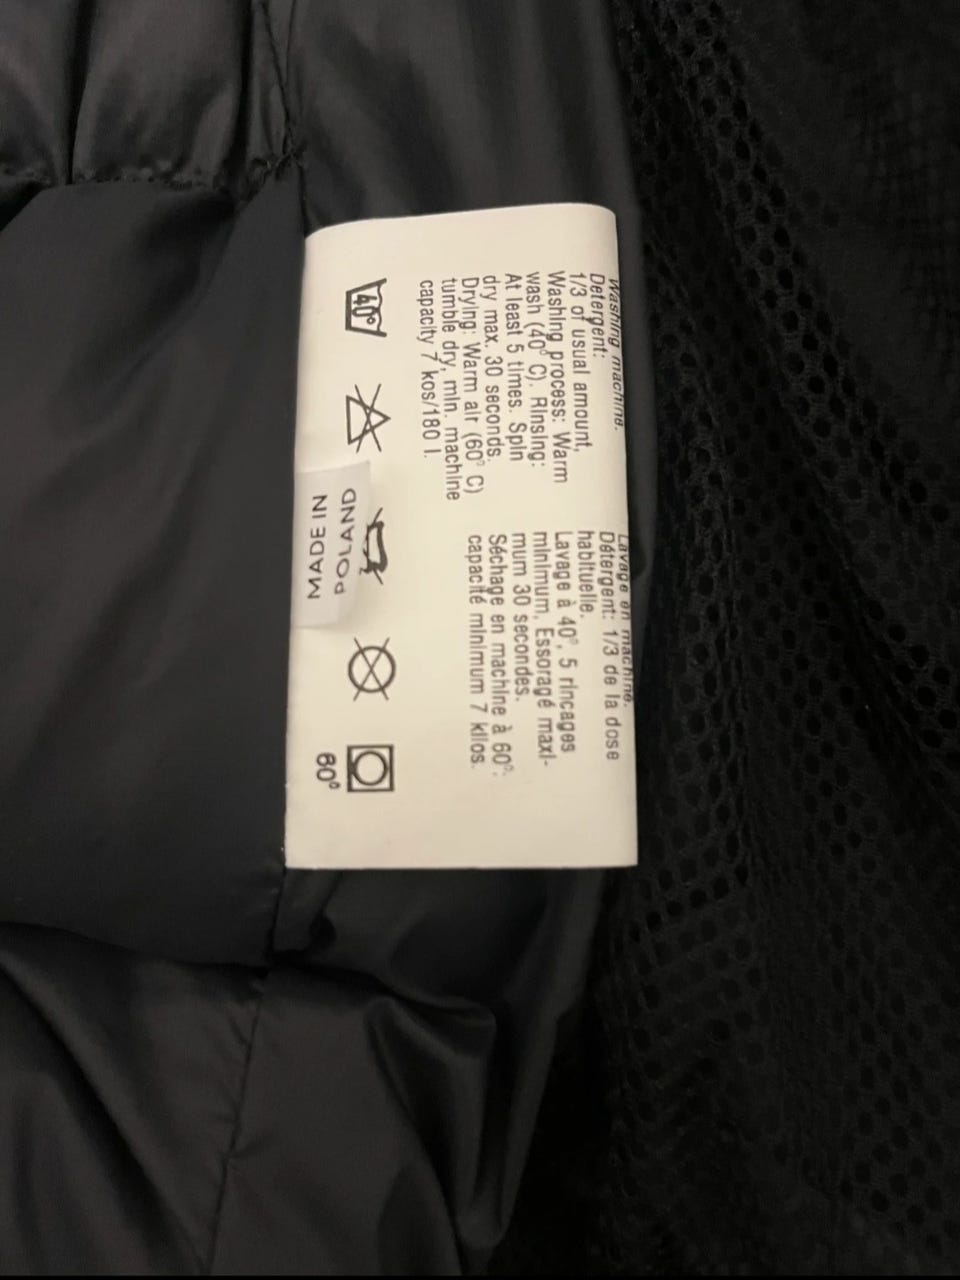 Washing machine.
Detergent:
1/3 of usual amount,
Washing process: Warm
wash (40° C). Rinsing:
At least 5 times. Spin
dry max. 30 seconds.
Drying: Warm air (60° C)
tumble dry, min. machine
capacity 7 kos/180 l.
Lavage en machine.
Détergent: 1/3 de la dose
habituelle.
Lavage à 40°, 5 rincages
minimum, Essoragé maxi-
mum 30 secondes.
Séchage en machine à 60°.
capacité minimum 7 kilos.
40°
60°
MADE IN
POLAND